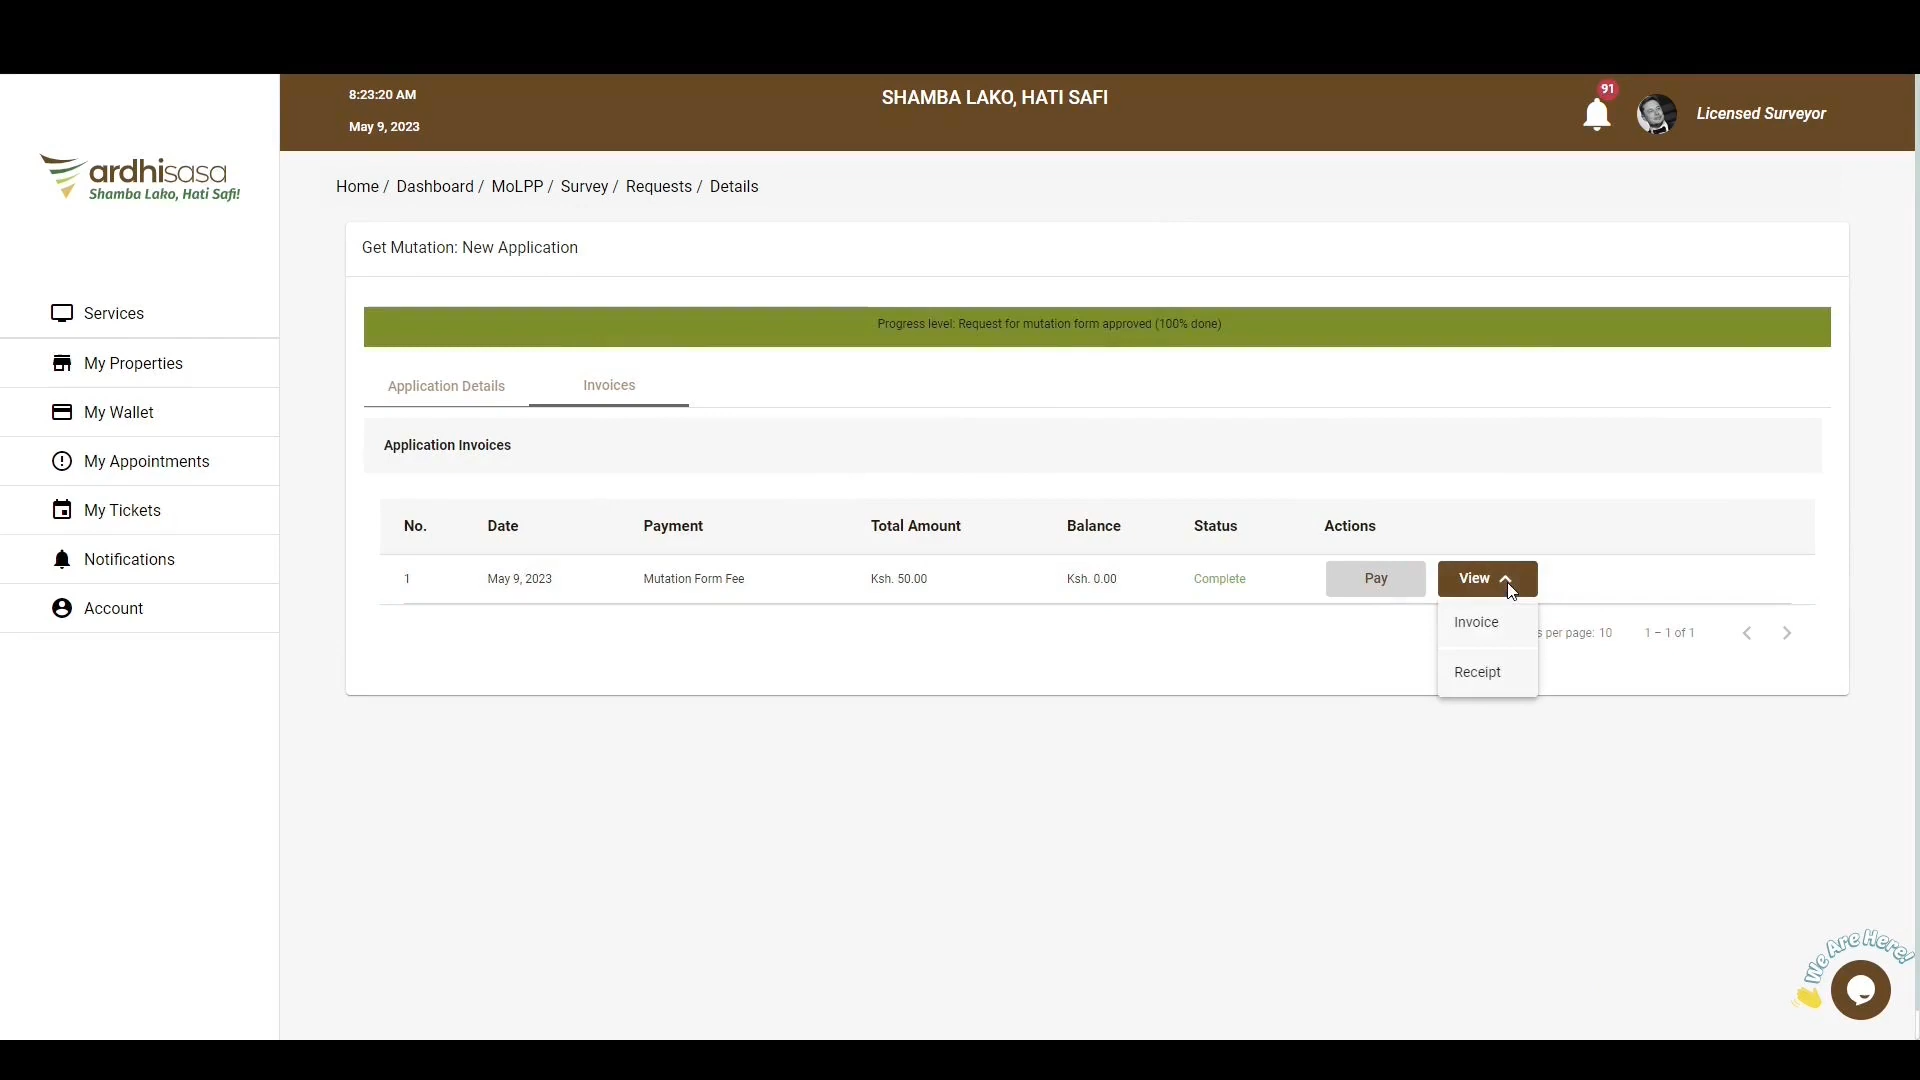 8:23:20 AM
May 9, 2023
SHAMBA LAKO, HATI SAFI
91
Licensed Surveyor
ardhisasa
Shamba Lako, Hati Safi!
Home / Dashboard / MoLPP / Survey / Requests / Details
Get Mutation: New Application
Services
My Properties
My Wallet
My Appointments
My Tickets
Notifications
Account
Progress level: Request for mutation form approved (100% done)
Application Details Invoices
Application Invoices
No. Date Payment Total Amount Balance Status Actions
1 May 9, 2023 Mutation Form Fee Ksh. 50.00 Ksh. 0.00 Complete Pay View
Invoice
Receipt
per page: 10 1 – 1 of 1
We Are Here!